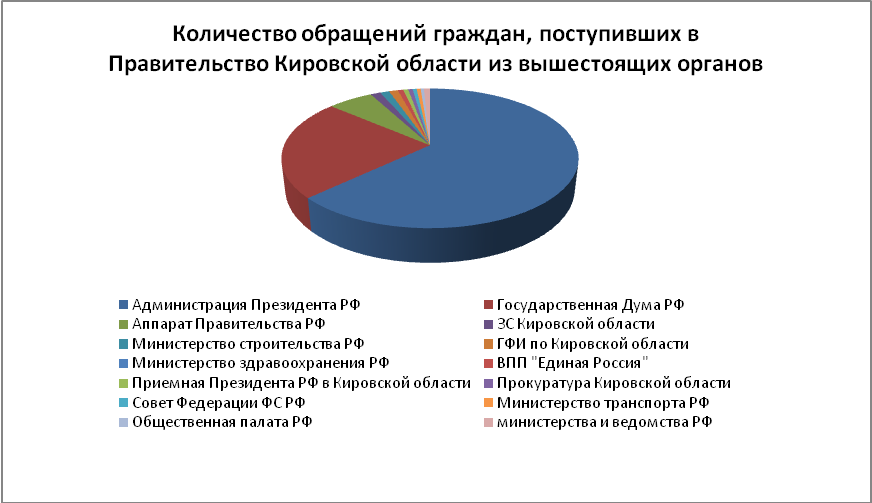 Количество обращений граждан, поступивших в
Правительство Кировской области из вышестоящих органов
Администрация Президента РФ
Государственная Дума РФ
Аппарат Правительства РФ
ЗС Кировской области
Министерство строительства РФ
ГФИ по Кировской области
Министерство здравоохранения РФ
ВПП "Единая Россия"
Приемная Президента РФ в Кировской области
Прокуратура Кировской области
Совет Федерации ФС РФ
Министерство транспорта РФ
Общественная палата РФ
министерства и ведомства РФ